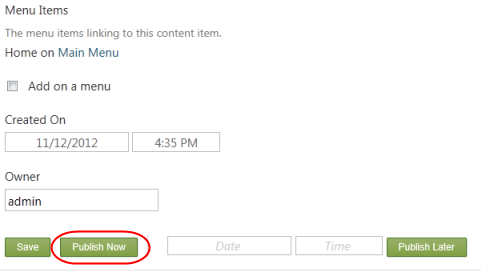 Menu Items
The menu items linking to this content item.
Home on Main Menu
Add on a menu
Created On
11/12/2012 4:35 PM
Owner
admin
Save Publish Now Date Time Publish Later